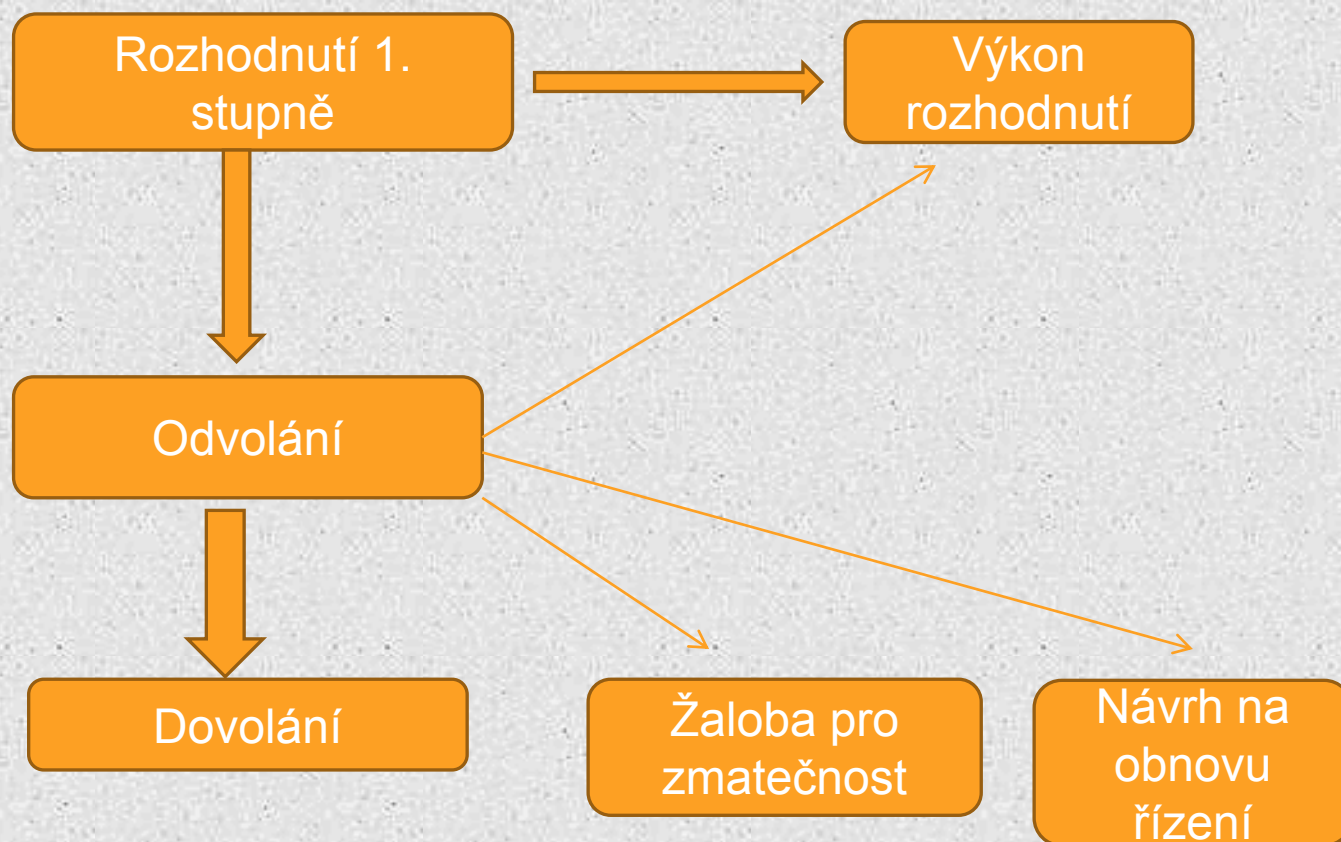 Rozhodnutí 1.
stupně
Výkon
rozhodnutí
Odvolání
Dovolání
Žaloba pro
zmatečnost
Návrh na
obnovu
řízení